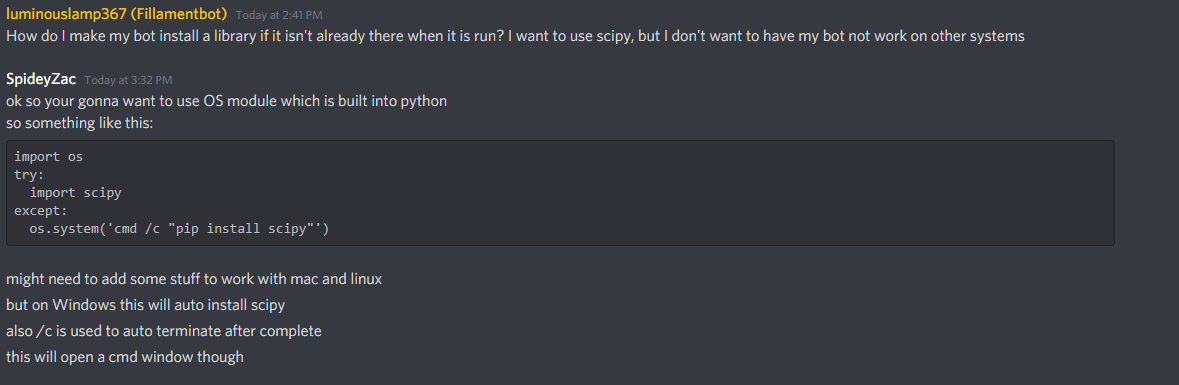 luminouslamp367 (Fillamentbot) Today at 2:41 PM
How do I make my bot install a library if it isn't already there when it is run? I want to use scipy, but I don't want to have my bot not work on other systems
SpideyZac Today at 3:32 PM
ok so your gonna want to use OS module which is built into python
so something like this:
import os
try:
  import scipy
except:
  os.system('cmd /c "pip install scipy"')
might need to add some stuff to work with mac and linux
but on Windows this will auto install scipy
also /c is used to auto terminate after complete
this will open a cmd window though